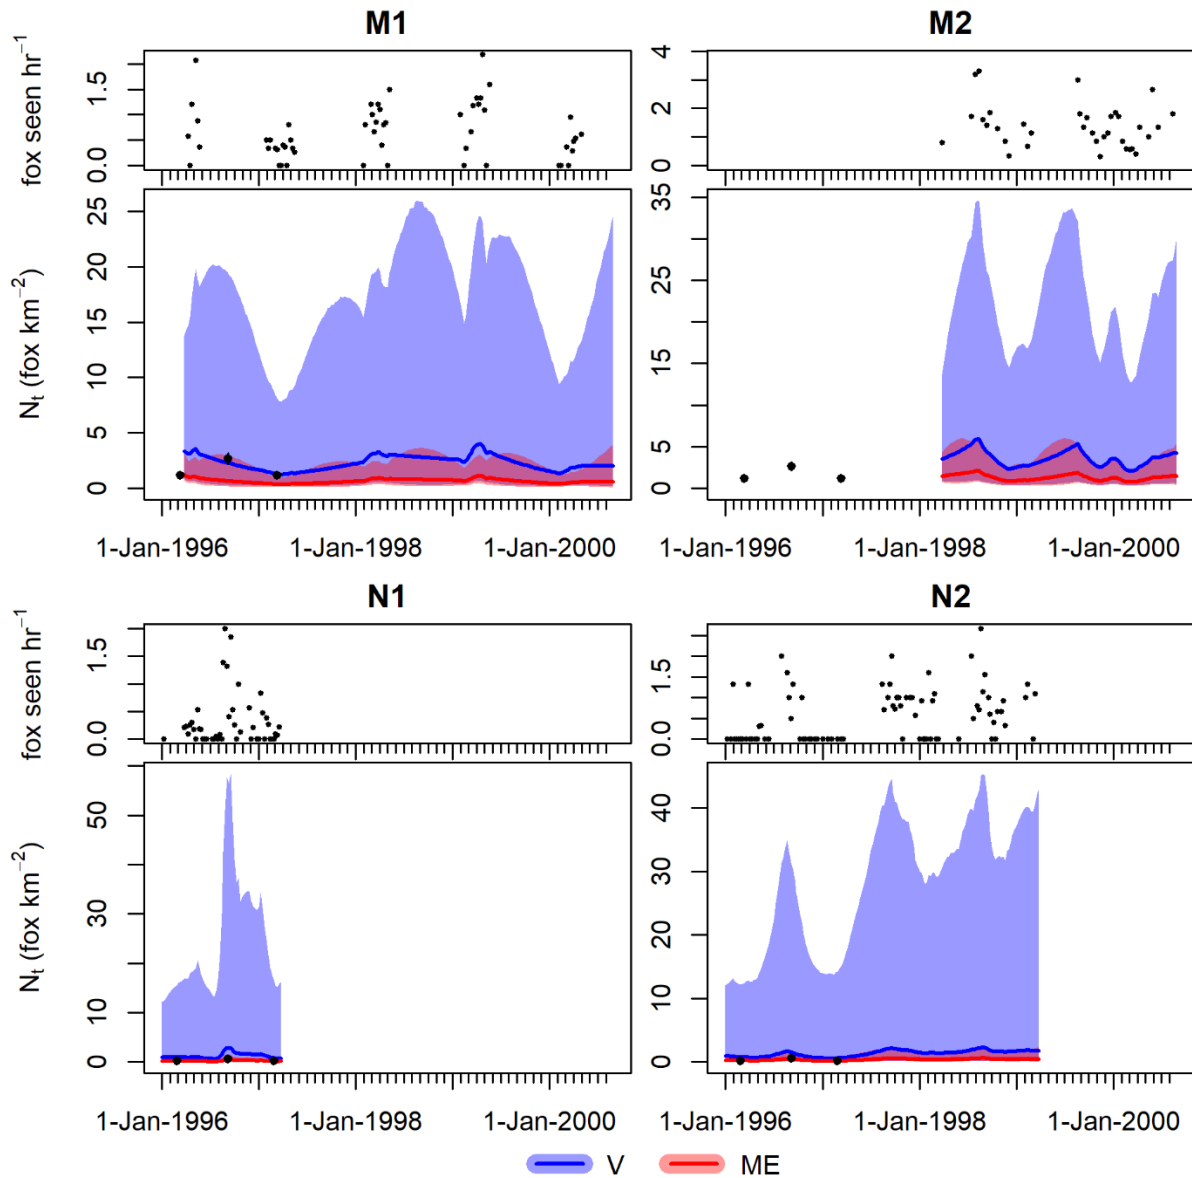 M1
M2
fox seen hr⁻¹
0.0 1.5
0 2 4
Nₜ (fox km⁻²)
0 5 10 15 20 25
0 5 15 25 35
1-Jan-1996 1-Jan-1998 1-Jan-2000
1-Jan-1996 1-Jan-1998 1-Jan-2000
N1
N2
fox seen hr⁻¹
0.0 1.5
0.0 1.5
Nₜ (fox km⁻²)
0 10 30 50
0 10 20 30 40
1-Jan-1996 1-Jan-1998 1-Jan-2000
1-Jan-1996 1-Jan-1998 1-Jan-2000
V ME